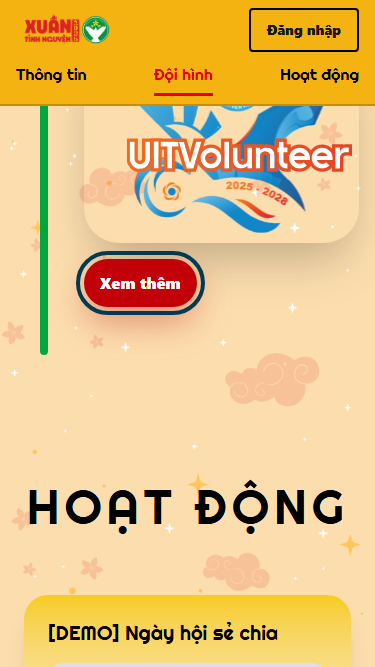 XUÂN
TÌNH NGUYỆN
Đăng nhập
Thông tin
Đội hình
Hoạt động
UITVolunteer
2025 - 2028
Xem thêm
HOẠT ĐỘNG
[DEMO] Ngày hội sẻ chia